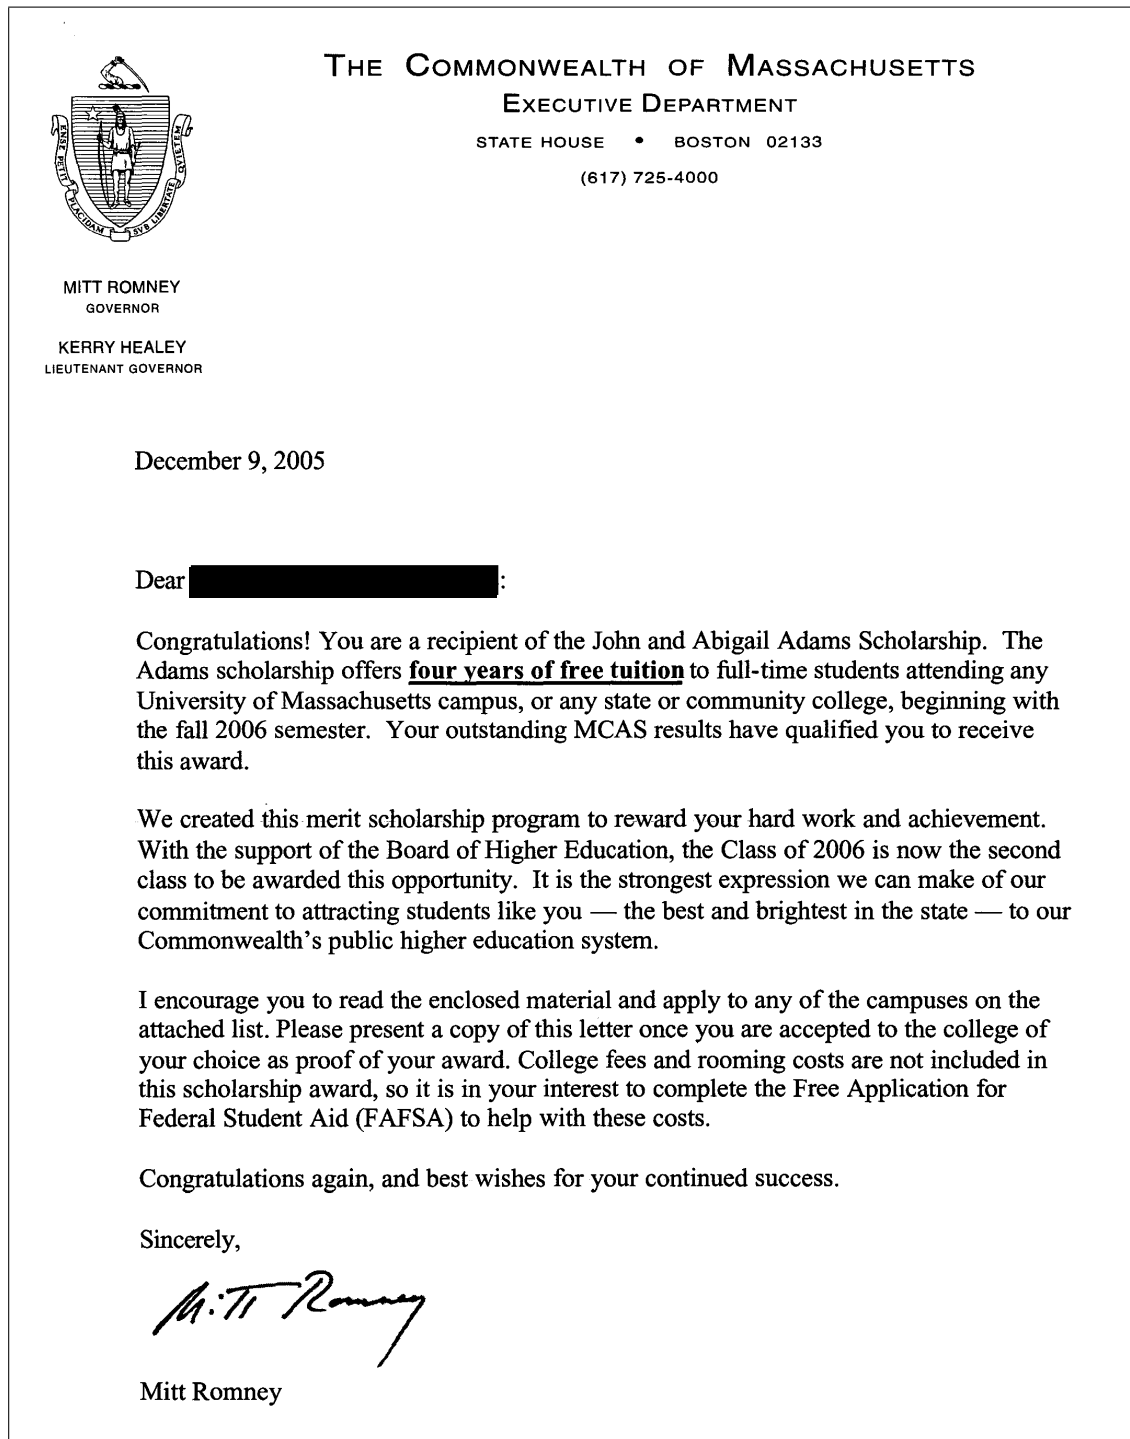 THE COMMONWEALTH OF MASSACHUSETTS
EXECUTIVE DEPARTMENT
STATE HOUSE • BOSTON 02133
(617) 725-4000
ENSE PETIT PLACIDAM SVB LIBERTATE QVIETEM
MITT ROMNEY
GOVERNOR
KERRY HEALEY
LIEUTENANT GOVERNOR
December 9, 2005
Dear :
Congratulations! You are a recipient of the John and Abigail Adams Scholarship. The
Adams scholarship offers four years of free tuition to full-time students attending any
University of Massachusetts campus, or any state or community college, beginning with
the fall 2006 semester. Your outstanding MCAS results have qualified you to receive
this award.
We created this merit scholarship program to reward your hard work and achievement.
With the support of the Board of Higher Education, the Class of 2006 is now the second
class to be awarded this opportunity. It is the strongest expression we can make of our
commitment to attracting students like you — the best and brightest in the state — to our
Commonwealth's public higher education system.
I encourage you to read the enclosed material and apply to any of the campuses on the
attached list. Please present a copy of this letter once you are accepted to the college of
your choice as proof of your award. College fees and rooming costs are not included in
this scholarship award, so it is in your interest to complete the Free Application for
Federal Student Aid (FAFSA) to help with these costs.
Congratulations again, and best wishes for your continued success.
Sincerely,
Mitt Romney
Mitt Romney